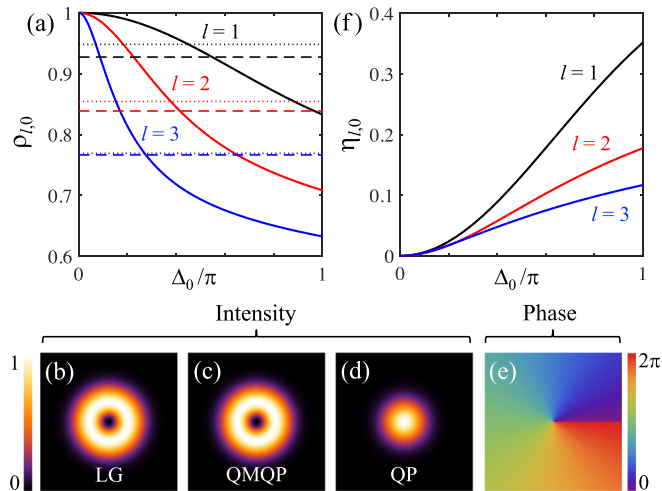 (a)
1
0.9
0.8
0.7
0.6
ρl,0
l = 1
l = 2
l = 3
0
Δ0/π
1
(f)
0.4
0.3
0.2
0.1
0
ηl,0
l = 1
l = 2
l = 3
0
Δ0/π
1
Intensity
Phase
1
0
(b)
LG
(c)
QMQP
(d)
QP
(e)
2π
0